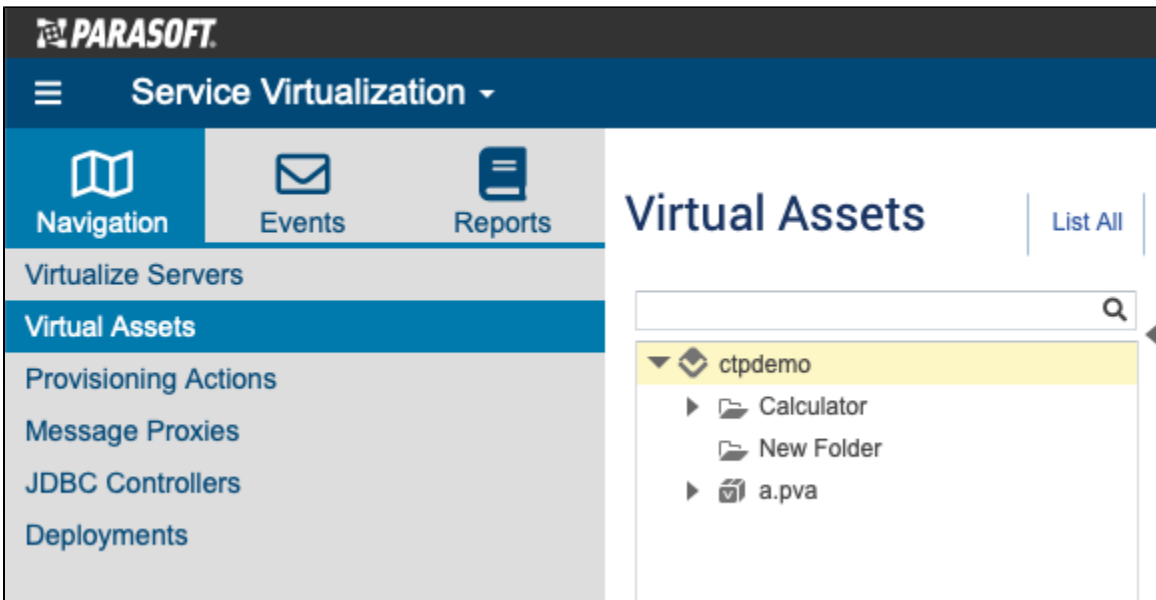 PARASOFT.
Service Virtualization
Navigation
Events
Reports
Virtualize Servers
Virtual Assets
Provisioning Actions
Message Proxies
JDBC Controllers
Deployments
Virtual Assets
List All
ctpdemo
Calculator
New Folder
a.pva